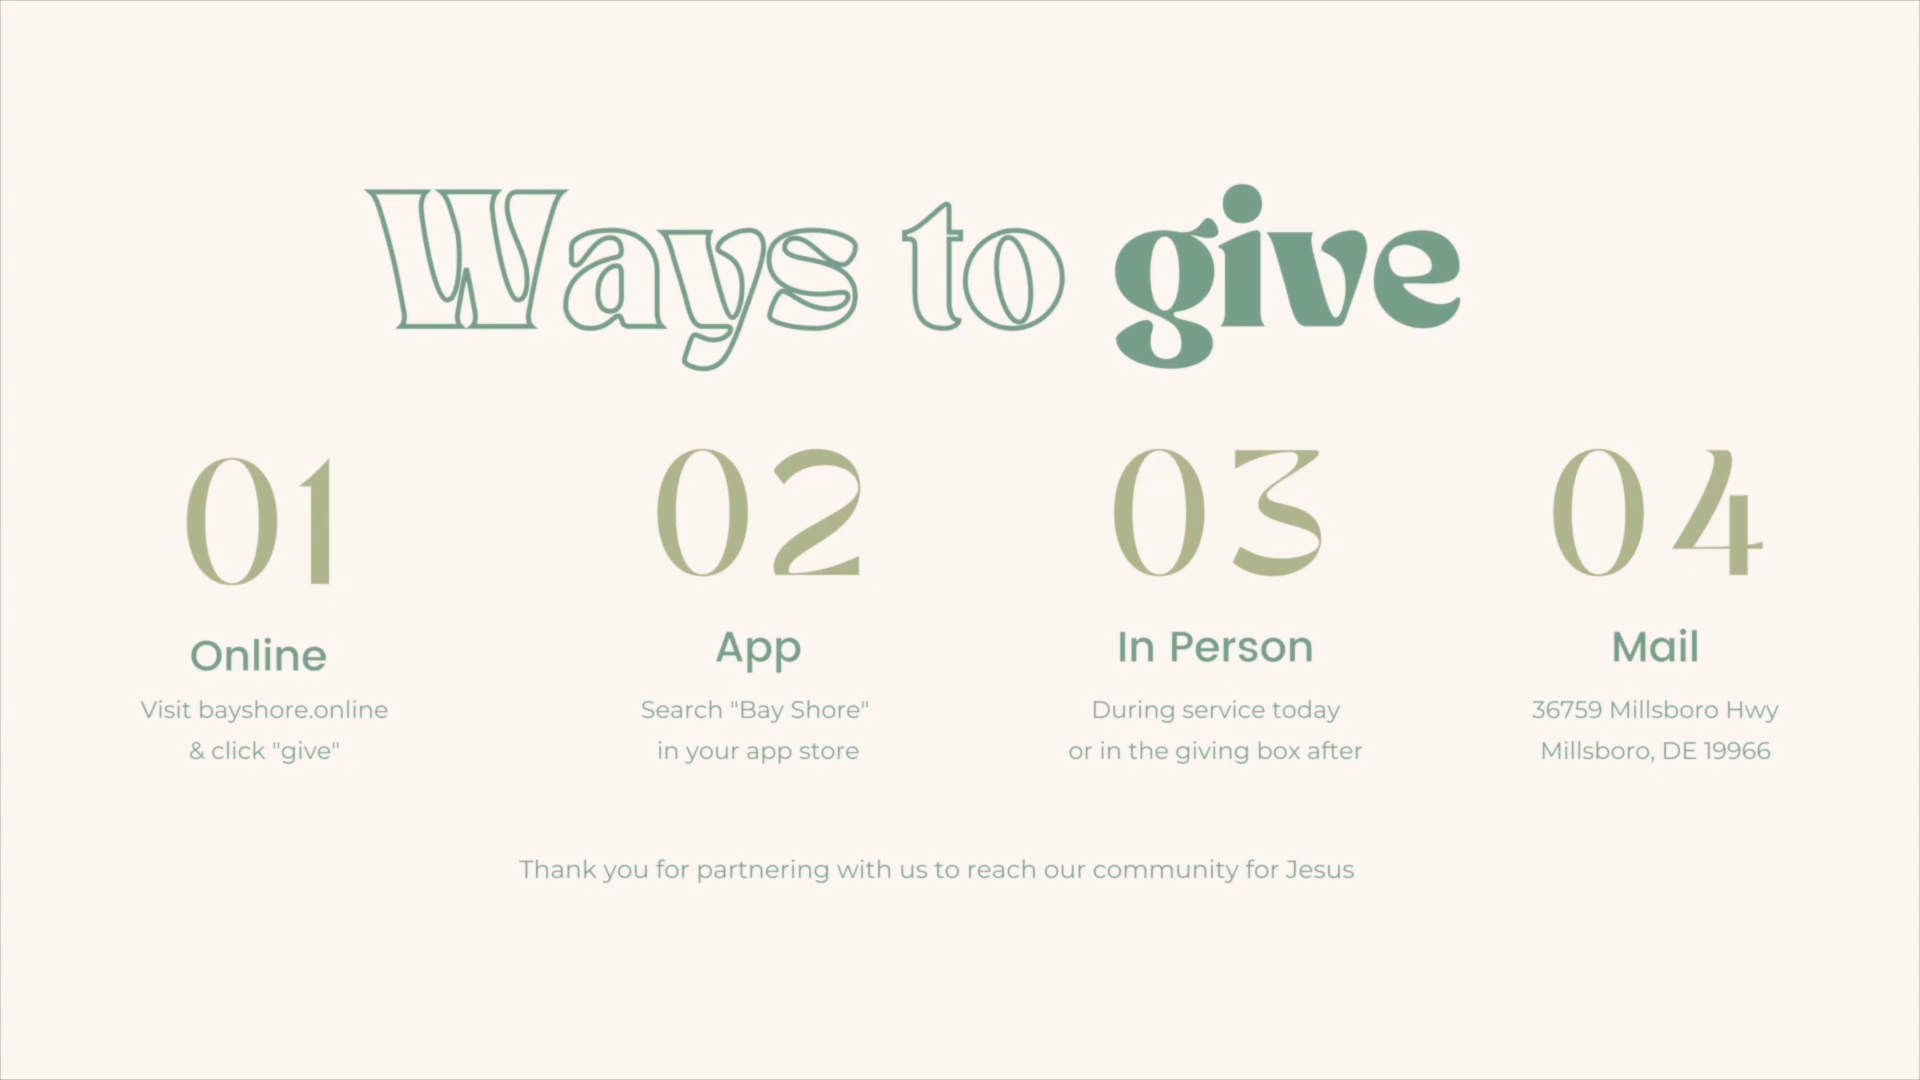 Ways to give
01
Online
Visit bayshore.online
& click "give"
02
App
Search "Bay Shore"
in your app store
03
In Person
During service today
or in the giving box after
04
Mail
36759 Millsboro Hwy
Millsboro, DE 19966
Thank you for partnering with us to reach our community for Jesus